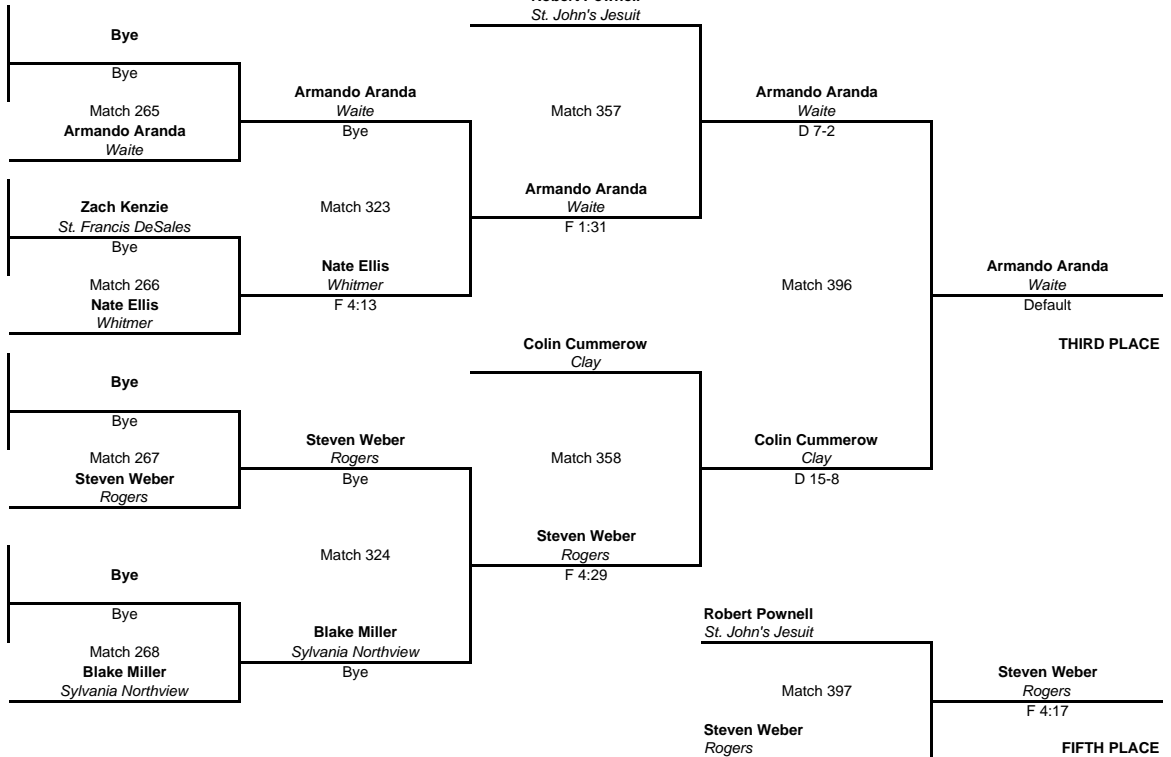 Robert Pownell
St. John's Jesuit
Bye
Bye
Match 265
Armando Aranda
Waite
Armando Aranda
Waite
Bye
Match 357
Armando Aranda
Waite
D 7-2
Zach Kenzie
St. Francis DeSales
Bye
Match 266
Nate Ellis
Whitmer
Match 323
Nate Ellis
Whitmer
F 4:13
Armando Aranda
Waite
F 1:31
Match 396
Armando Aranda
Waite
Default
THIRD PLACE
Bye
Bye
Match 267
Steven Weber
Rogers
Steven Weber
Rogers
Bye
Colin Cummerow
Clay
Match 358
Colin Cummerow
Clay
D 15-8
Bye
Bye
Match 268
Blake Miller
Sylvania Northview
Match 324
Blake Miller
Sylvania Northview
Bye
Steven Weber
Rogers
F 4:29
Robert Pownell
St. John's Jesuit
Match 397
Steven Weber
Rogers
Steven Weber
Rogers
F 4:17
FIFTH PLACE